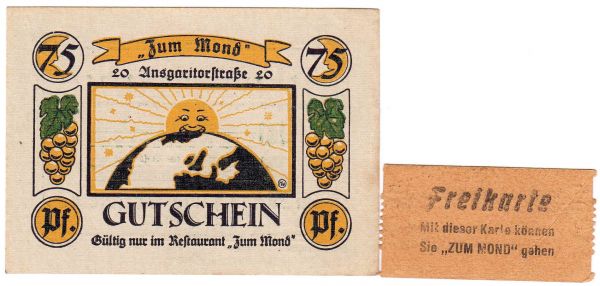 75 „Zum Mond“ 75
20 Ansgaritorstraße 20
Pf. GUTSCHEIN Pf.
Gültig nur im Restaurant „Zum Mond“
Freikarte
Mit dieser Karte können
Sie „ZUM MOND“ gehen